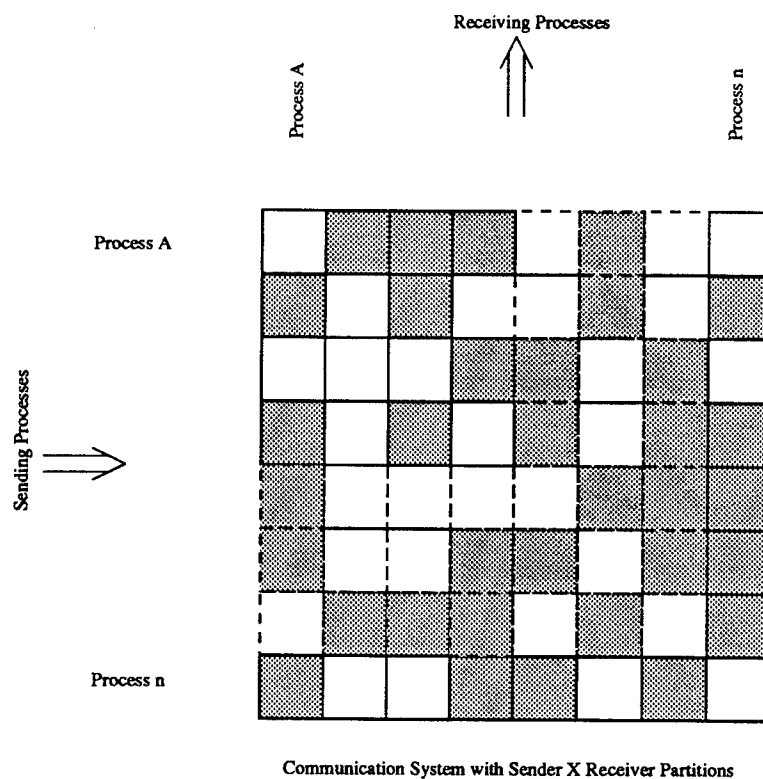 Receiving Processes
Process A
Process n
Process A
Sending Processes
Process n
Communication System with Sender X Receiver Partitions